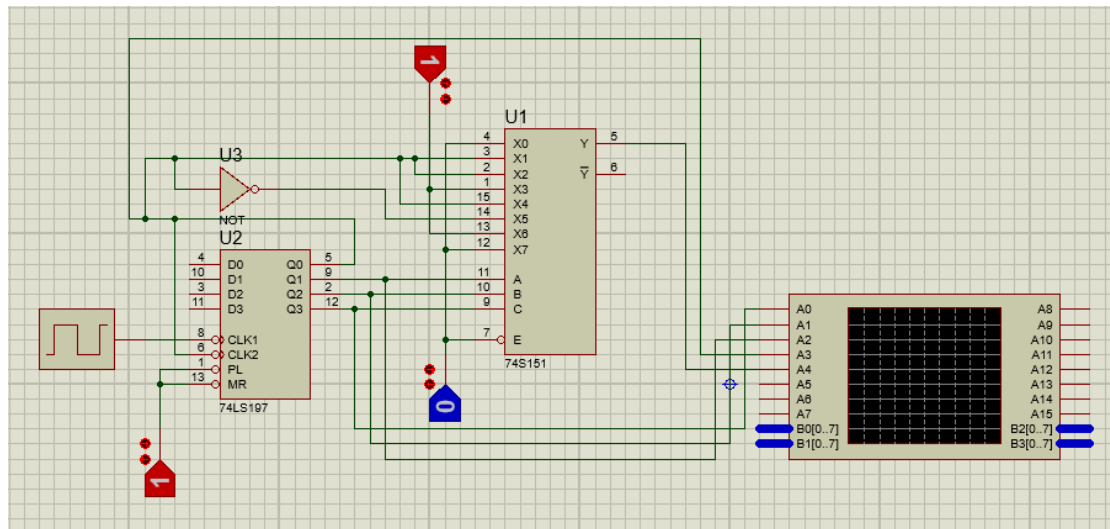 1
U1
4 X0 Y 5
3 X1
2 X2 Y 6
1 X3
15 X4
14 X5
13 X6
12 X7
11 A
10 B
9 C
7 E
74S151
U3
NOT
U2
4 D0 Q0 5
10 D1 Q1 9
3 D2 Q2 2
11 D3 Q3 12
8 CLK1
6 CLK2
1 PL
13 MR
74LS197
0
1
A0 A8
A1 A9
A2 A10
A3 A11
A4 A12
A5 A13
A6 A14
A7 A15
B0[0..7] B2[0..7]
B1[0..7] B3[0..7]